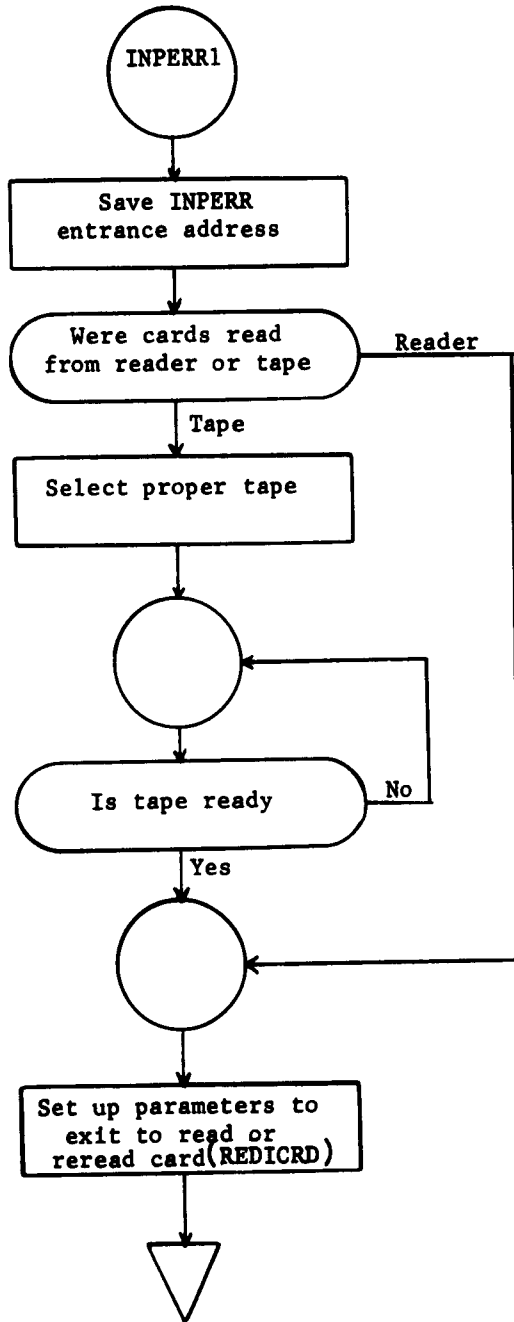 INPERR1
Save INPERR
entrance address
Were cards read
from reader or tape
Reader
Tape
Select proper tape
Is tape ready
No
Yes
Set up parameters to
exit to read or
reread card(REDICRD)